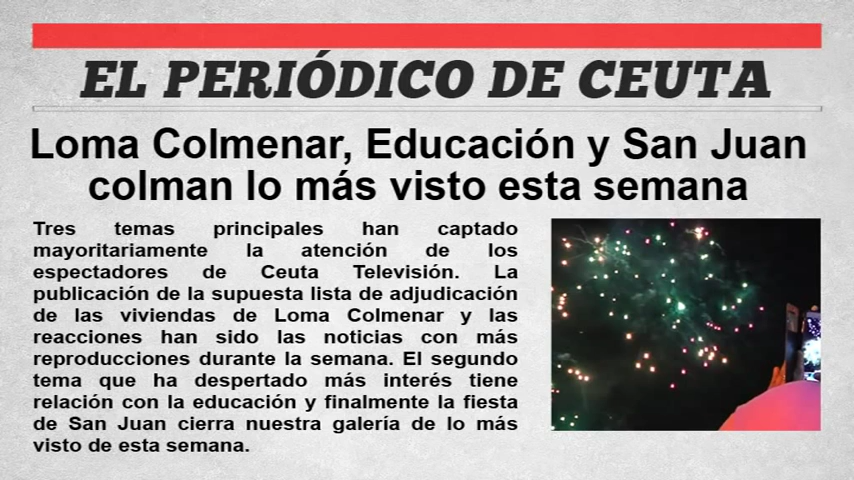 EL PERIÓDICO DE CEUTA
Loma Colmenar, Educación y San Juan
colman lo más visto esta semana
Tres temas principales han captado
mayoritariamente la atención de los
espectadores de Ceuta Televisión. La
publicación de la supuesta lista de adjudicación
de las viviendas de Loma Colmenar y las
reacciones han sido las noticias con más
reproducciones durante la semana. El segundo
tema que ha despertado más interés tiene
relación con la educación y finalmente la fiesta
de San Juan cierra nuestra galería de lo más
visto de esta semana.